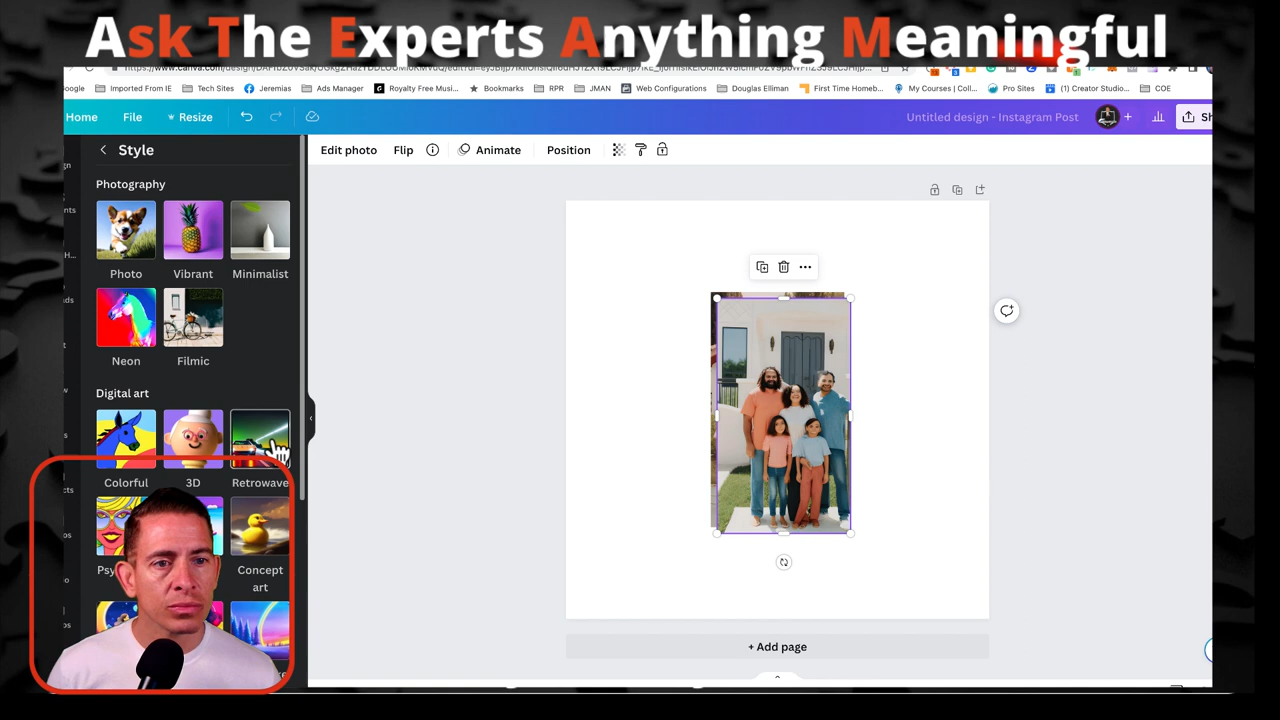 Ask The Experts Anything Meaningful
oogle Imported From IE Tech Sites Jeremias Ads Manager Royalty Free Musi... Bookmarks RPR JMAN Web Configurations Douglas Elliman First Time Homeb... My Courses | Coll... Pro Sites (1) Creator Studio... COE
Home File Resize Untitled design - Instagram Post + Sh
Style
Edit photo Flip Animate Position
Photography
Photo Vibrant Minimalist
Neon Filmic
Digital art
Colorful 3D Retrowave
Psy Concept
art
+ Add page